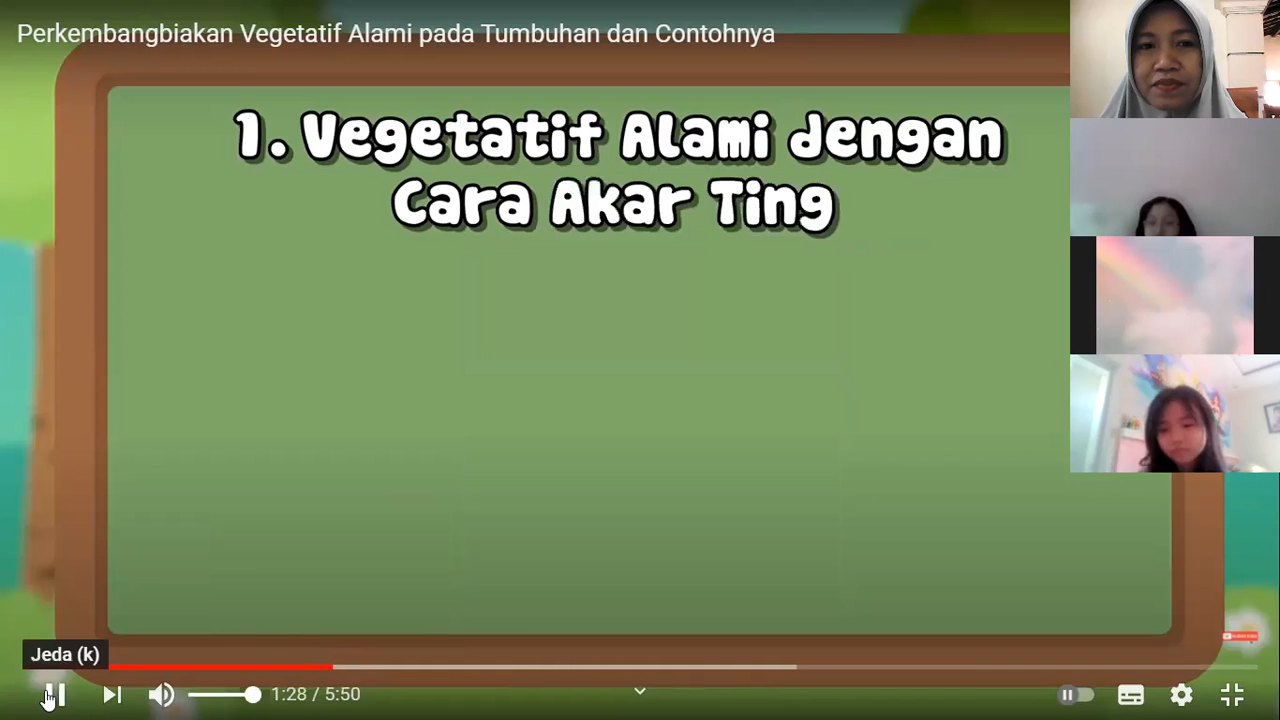 Perkembangbiakan Vegetatif Alami pada Tumbuhan dan Contohnya
1. Vegetatif Alami dengan
Cara Akar Ting
Jeda (k)
1:28 / 5:50